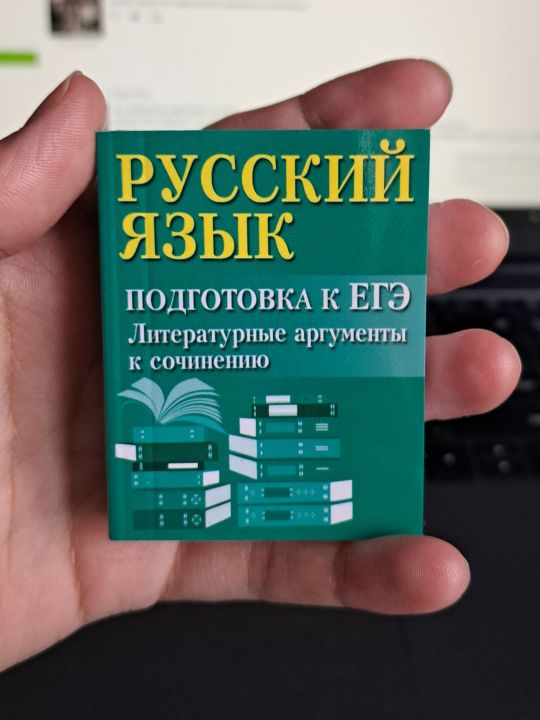 РУССКИЙ
ЯЗЫК
ПОДГОТОВКА К ЕГЭ
Литературные аргументы
к сочинению